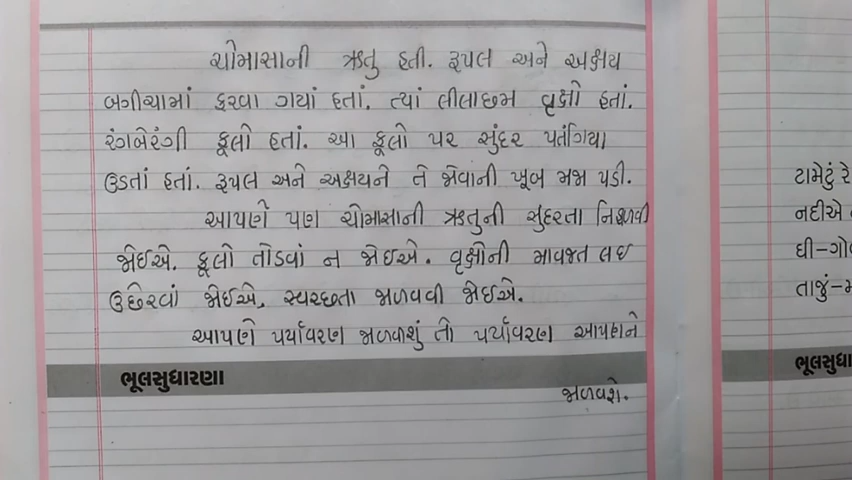 ચોમાસાની ઋતુ હતી. રૂપલ અને અક્ષય
બગીચામાં ફરવા ગયાં હતાં. ત્યાં લીલાછમ વૃક્ષો હતાં.
રંગબેરંગી ફૂલો હતાં. આ ફૂલો પર સુંદર પતંગિયા
ઉડતાં હતાં. રૂપલ અને અક્ષયને તે જોવાની ખૂબ મજા પડી.
આપણે પણ ચોમાસાની ઋતુની સુંદરતા નિહાળવી
જોઈએ. ફૂલો તોડવાં ન જોઈએ. વૃક્ષોની માવજત લઇ
ઉછેરવાં જોઈએ, સ્વચ્છતા જાળવવી જોઈએ.
આપણે પર્યાવરણ જાળવીશું તો પર્યાવરણ આપણને
ભૂલસુધારણા
જાળવશે.
ટામેટું રે
નદીએ
ઘી-ગો
તાજું-મ
ભૂલસુધા